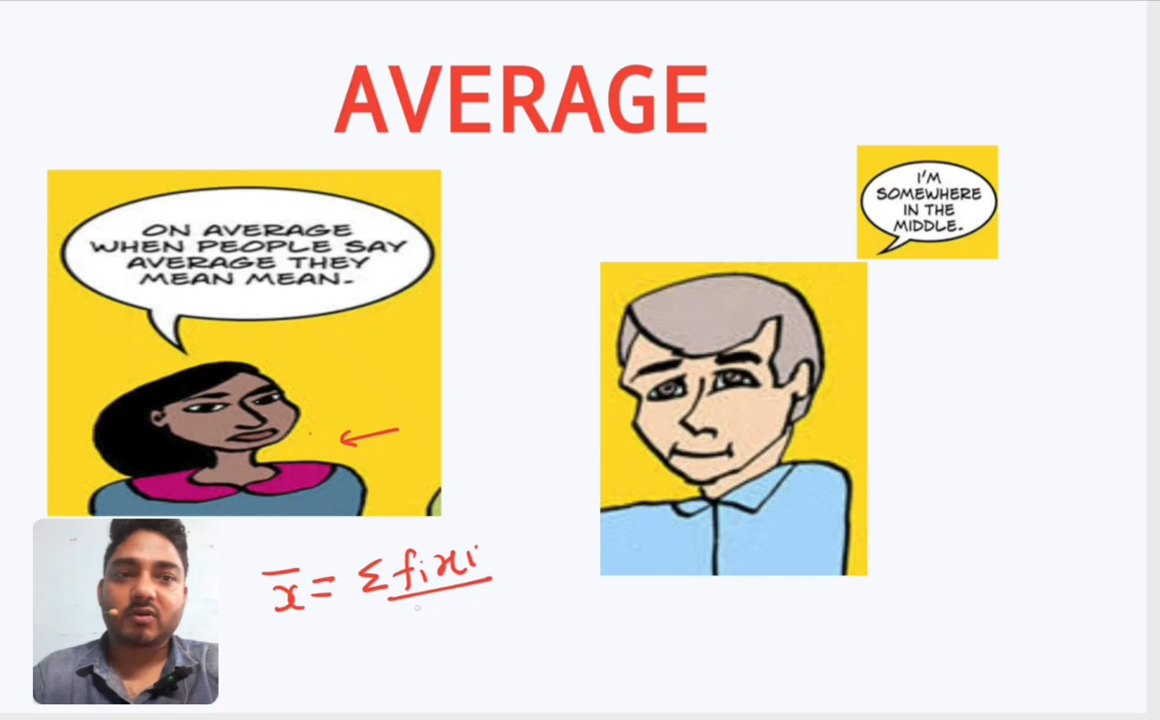 AVERAGE
ON AVERAGE
WHEN PEOPLE SAY
AVERAGE THEY
MEAN MEAN.
I'M
SOMEWHERE
IN THE
MIDDLE.
x̄ = Σfixi